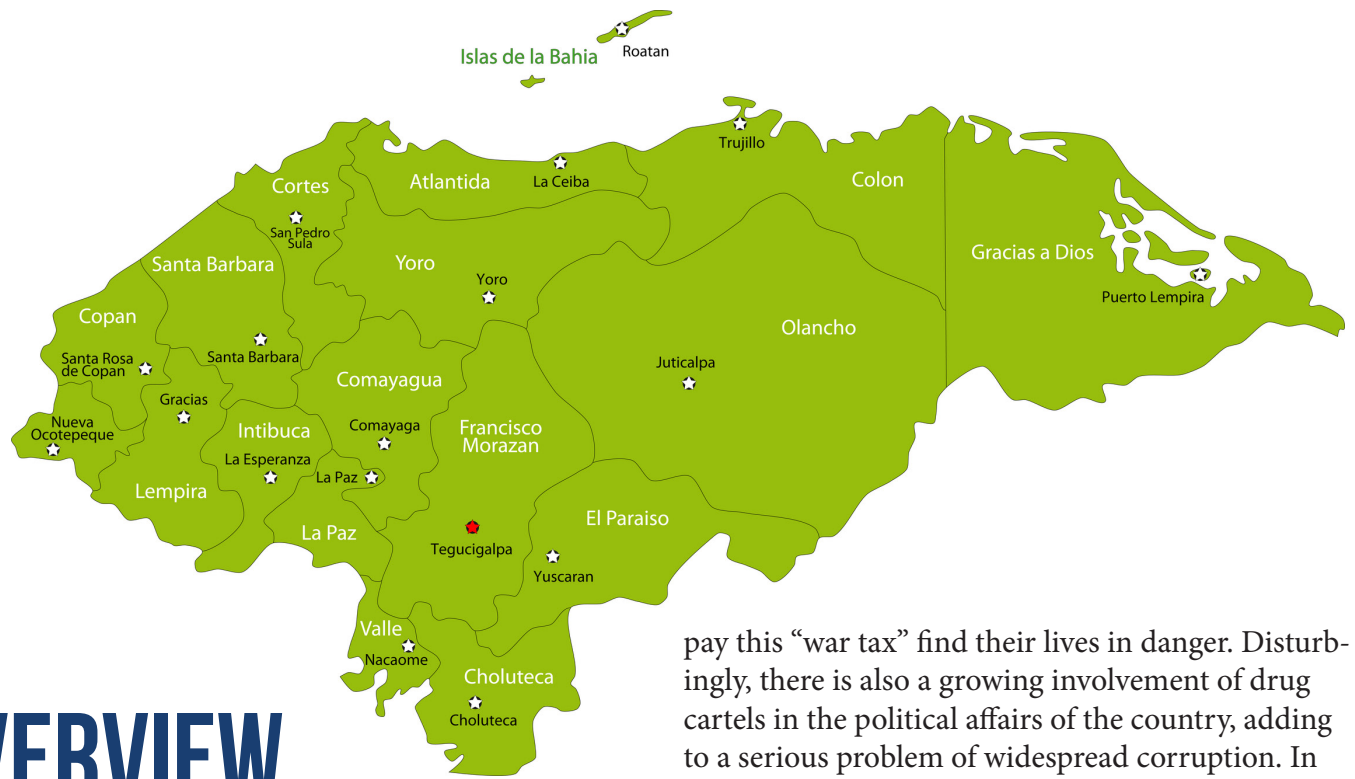 Islas de la Bahia
Roatan
Trujillo
Cortes
Atlantida
La Ceiba
Colon
San Pedro
Sula
Santa Barbara
Yoro
Yoro
Gracias a Dios
Puerto Lempira
Copan
Olancho
Santa Rosa
de Copan
Santa Barbara
Juticalpa
Comayagua
Gracias
Nueva
Ocotepeque
Intibuca
Comayaga
Francisco
Morazan
La Esperanza
La Paz
Lempira
El Paraiso
La Paz
Tegucigalpa
Yuscaran
Valle
Nacaome
Choluteca
Choluteca
VERVIEW
pay this “war tax” find their lives in danger. Disturb-
ingly, there is also a growing involvement of drug
cartels in the political affairs of the country, adding
to a serious problem of widespread corruption. In